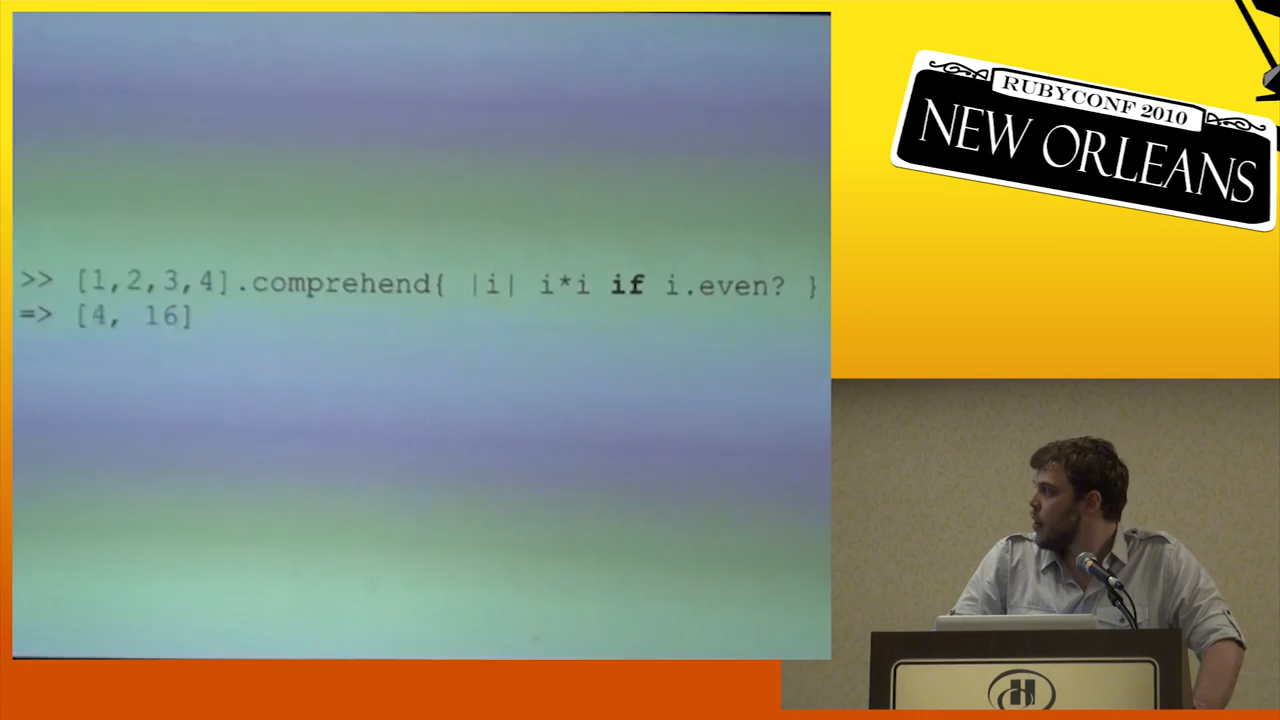 >> [1,2,3,4].comprehend{ |i| i*i if i.even? }
=> [4, 16]
RUBYCONF 2010
NEW ORLEANS
H